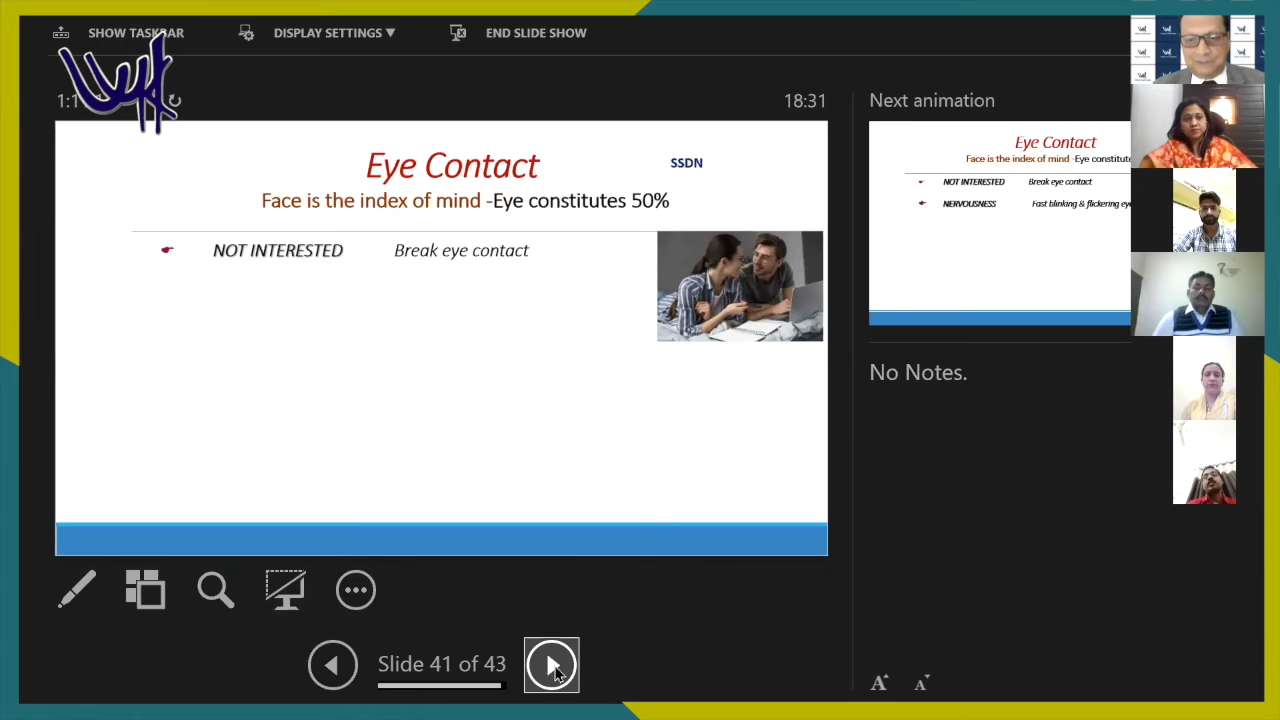 SHOW TASKBAR
DISPLAY SETTINGS ▼
END SLIDE SHOW
18:31
Eye Contact
SSDN
Face is the index of mind -Eye constitutes 50%
NOT INTERESTED Break eye contact
Next animation
Eye Contact
Face is the index of mind -Eye constitute
NOT INTERESTED Break eye contact
NERVOUSNESS Fast blinking & flickering eye
No Notes.
Slide 41 of 43
A A